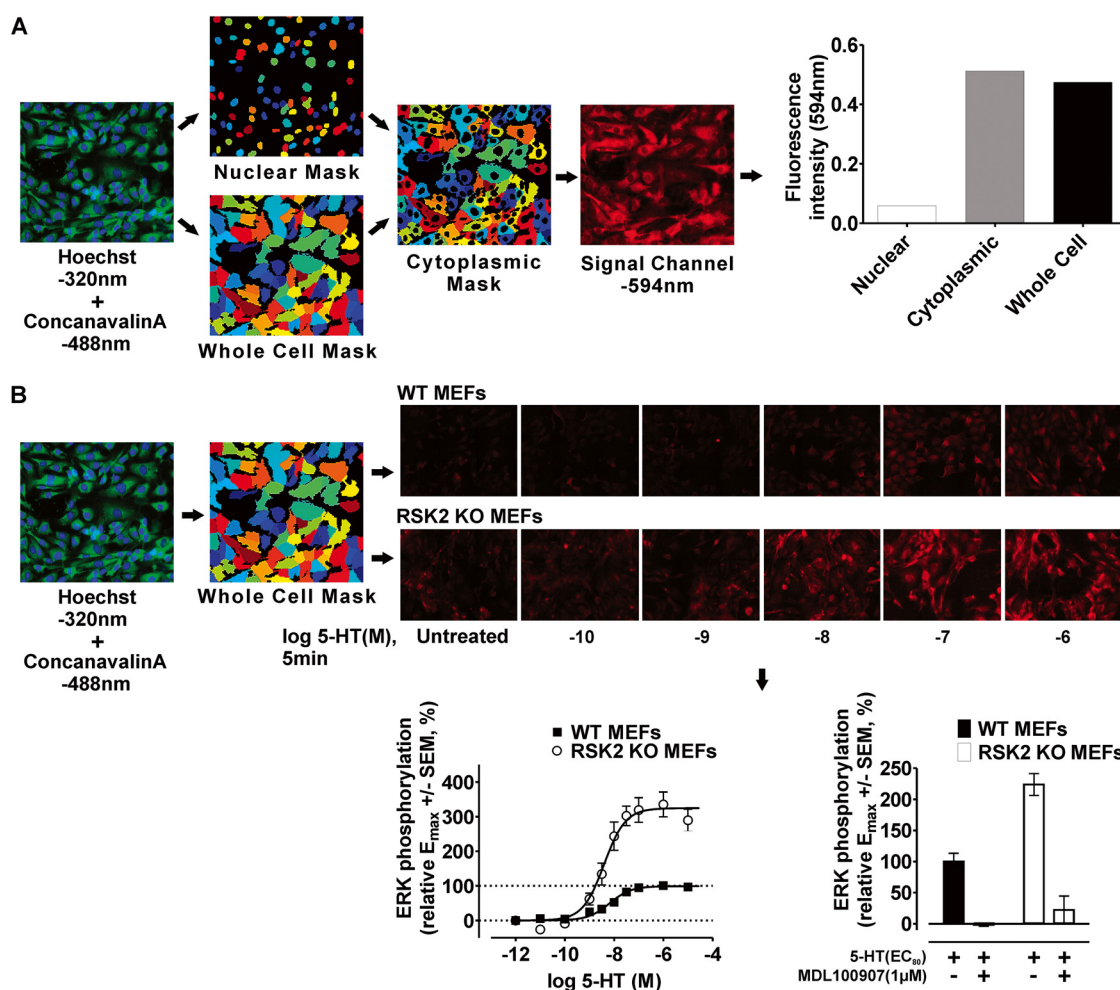 A
Nuclear Mask
Hoechst
-320nm
+
ConcanavalinA
-488nm
Whole Cell Mask
Cytoplasmic
Mask
Signal Channel
-594nm
Fluorescence
intensity (594nm)
0.6
0.4
0.2
0.0
Nuclear
Cytoplasmic
Whole Cell
B
WT MEFs
RSK2 KO MEFs
Hoechst
-320nm
+
ConcanavalinA
-488nm
Whole Cell Mask
log 5-HT(M),
5min
Untreated -10 -9 -8 -7 -6
ERK phosphorylation
(relative Emax +/- SEM, %)
WT MEFs
RSK2 KO MEFs
400
300
200
100
0
-12 -10 -8 -6 -4
log 5-HT (M)
ERK phosphorylation
(relative Emax +/- SEM, %)
WT MEFs
RSK2 KO MEFs
250
200
150
100
50
0
5-HT(EC80) + + + +
MDL100907(1µM) - + - +